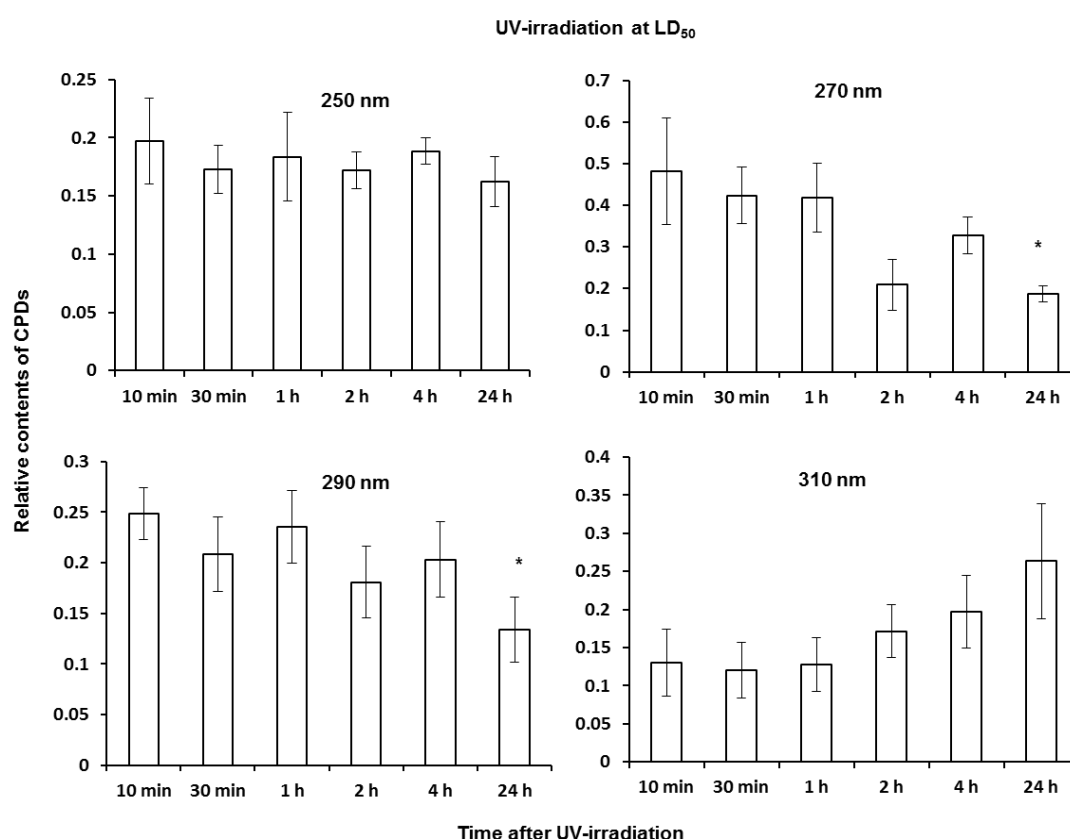 UV-irradiation at LD50
250 nm
0.25
0.2
0.15
0.1
0.05
0
10 min 30 min 1 h 2 h 4 h 24 h
270 nm
0.7
0.6
0.5
0.4
0.3
0.2
0.1
0
*
10 min 30 min 1 h 2 h 4 h 24 h
Relative contents of CPDs
290 nm
0.3
0.25
0.2
0.15
0.1
0.05
0
*
10 min 30 min 1 h 2 h 4 h 24 h
310 nm
0.4
0.35
0.3
0.25
0.2
0.15
0.1
0.05
0
10 min 30 min 1 h 2 h 4 h 24 h
Time after UV-irradiation